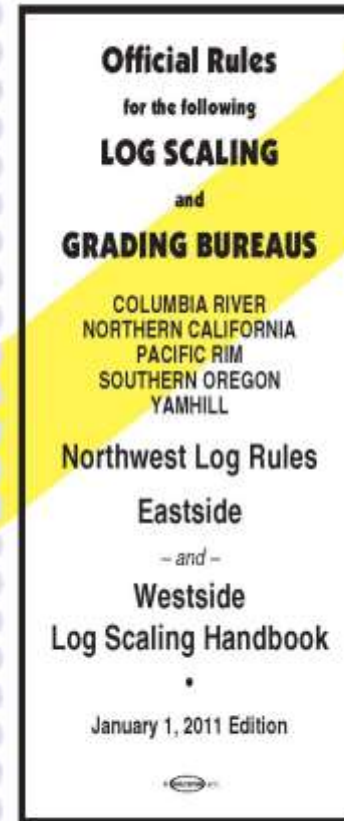 Official Rules
for the following
LOG SCALING
and
GRADING BUREAUS
COLUMBIA RIVER
NORTHERN CALIFORNIA
PACIFIC RIM
SOUTHERN OREGON
YAMHILL
Northwest Log Rules
Eastside
– and –
Westside
Log Scaling Handbook
•
January 1, 2011 Edition